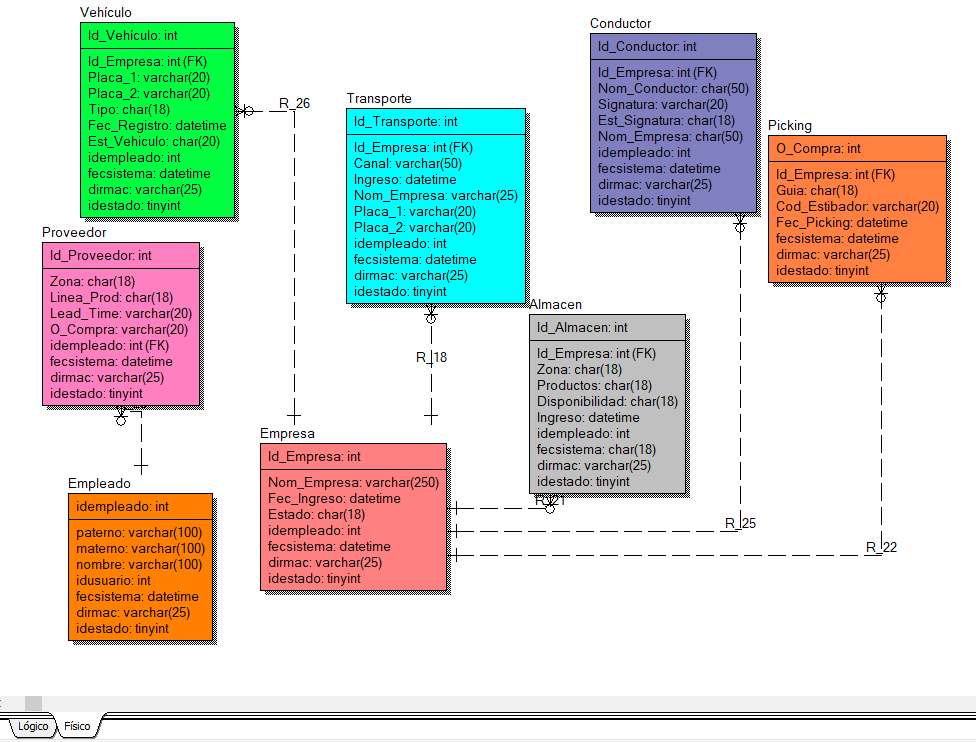 Vehículo
Id_Vehículo: int
Id_Empresa: int (FK)
Placa_1: varchar(20)
Placa_2: varchar(20)
Tipo: char(18)
Fec_Registro: datetime
Est_Vehiculo: char(20)
idempleado: int
fecsistema: datetime
dirmac: varchar(25)
idestado: tinyint
R_26
Transporte
Id_Transporte: int
Id_Empresa: int (FK)
Canal: varchar(50)
Ingreso: datetime
Nom_Empresa: varchar(25)
Placa_1: varchar(20)
Placa_2: varchar(20)
idempleado: int
fecsistema: datetime
dirmac: varchar(25)
idestado: tinyint
R_18
Conductor
Id_Conductor: int
Id_Empresa: int (FK)
Nom_Conductor: char(50)
Signatura: varchar(20)
Est_Signatura: char(18)
Nom_Empresa: char(50)
idempleado: int
fecsistema: datetime
dirmac: varchar(25)
idestado: tinyint
Picking
O_Compra: int
Id_Empresa: int (FK)
Guia: char(18)
Cod_Estibador: varchar(20)
Fec_Picking: datetime
fecsistema: datetime
dirmac: varchar(25)
idestado: tinyint
Proveedor
Id_Proveedor: int
Zona: char(18)
Linea_Prod: char(18)
Lead_Time: varchar(20)
O_Compra: varchar(20)
idempleado: int (FK)
fecsistema: datetime
dirmac: varchar(25)
idestado: tinyint
Almacen
Id_Almacen: int
Id_Empresa: int (FK)
Zona: char(18)
Productos: char(18)
Disponibilidad: char(18)
Ingreso: datetime
idempleado: int
fecsistema: char(18)
dirmac: varchar(25)
idestado: tinyint
R_21
Empresa
Id_Empresa: int
Nom_Empresa: varchar(250)
Fec_Ingreso: datetime
Estado: char(18)
idempleado: int
fecsistema: datetime
dirmac: varchar(25)
idestado: tinyint
R_25
R_22
Empleado
idempleado: int
paterno: varchar(100)
materno: varchar(100)
nombre: varchar(100)
idusuario: int
fecsistema: datetime
dirmac: varchar(25)
idestado: tinyint
Lógico
Físico